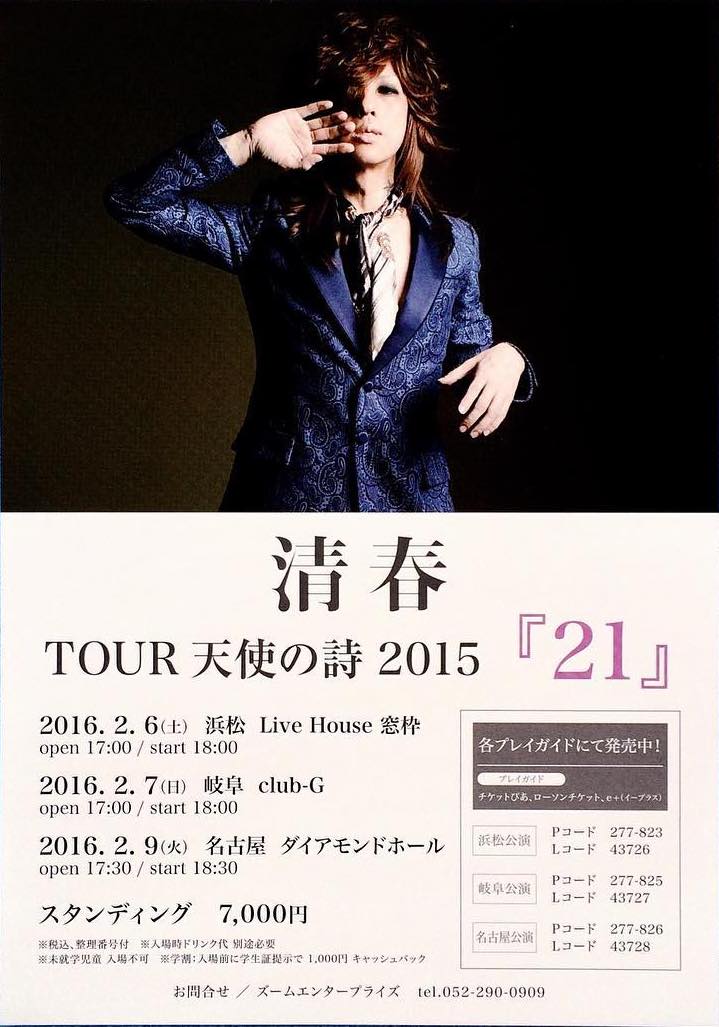 清春
TOUR 天使の詩 2015 『21』
2016. 2. 6(土) 浜松 Live House 窓枠
open 17:00 / start 18:00
2016. 2. 7(日) 岐阜 club-G
open 17:00 / start 18:00
2016. 2. 9(火) 名古屋 ダイアモンドホール
open 17:30 / start 18:30
スタンディング 7,000円
※税込、整理番号付 ※入場時ドリンク代 別途必要
※未就学児童 入場不可 ※学割:入場前に学生証提示で 1,000円 キャッシュバック
各プレイガイドにて発売中!
プレイガイド
チケットぴあ、ローソンチケット、e+(イープラス)
浜松公演 Pコード 277-823
Lコード 43726
岐阜公演 Pコード 277-825
Lコード 43727
名古屋公演 Pコード 277-826
Lコード 43728
お問合せ / ズームエンタープライズ tel.052-290-0909